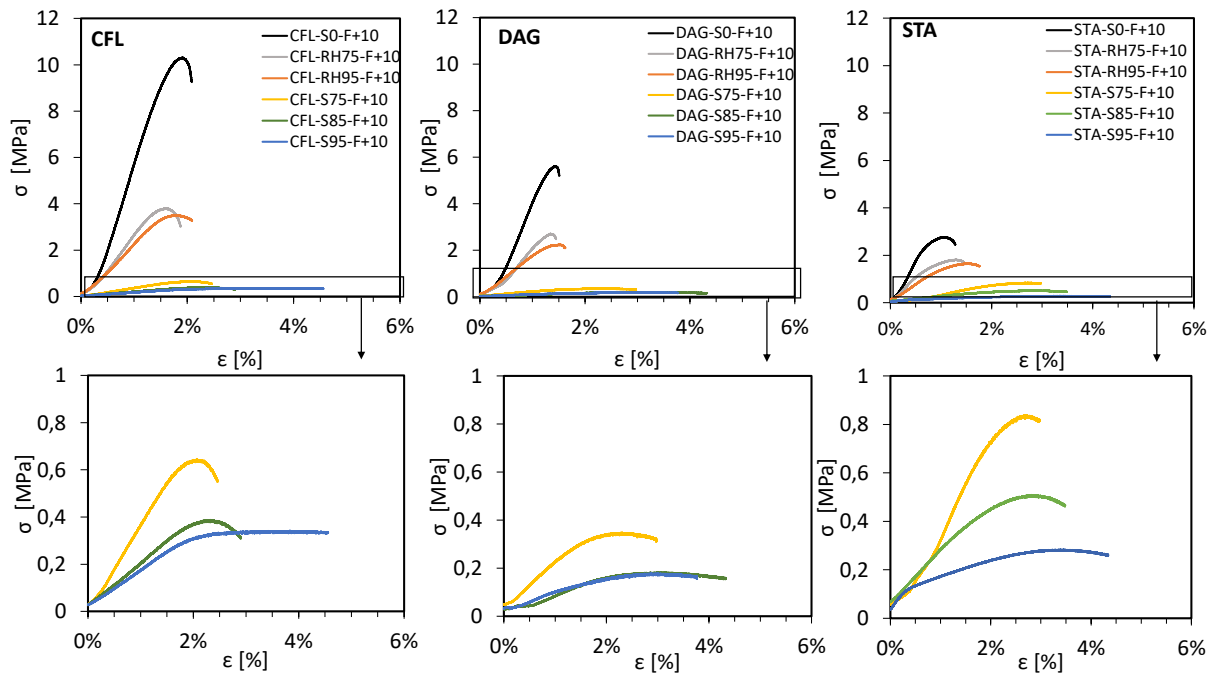 CFL
12
10
8
6
4
2
0
σ [MPa]
CFL-S0-F+10
CFL-RH75-F+10
CFL-RH95-F+10
CFL-S75-F+10
CFL-S85-F+10
CFL-S95-F+10
0% 2% 4% 6%
ε [%]
DAG
12
10
8
6
4
2
0
σ [MPa]
DAG-S0-F+10
DAG-RH75-F+10
DAG-RH95-F+10
DAG-S75-F+10
DAG-S85-F+10
DAG-S95-F+10
0% 2% 4% 6%
ε [%]
STA
12
10
8
6
4
2
0
σ [MPa]
STA-S0-F+10
STA-RH75-F+10
STA-RH95-F+10
STA-S75-F+10
STA-S85-F+10
STA-S95-F+10
0% 2% 4% 6%
ε [%]
1
0,8
0,6
0,4
0,2
0
σ [MPa]
0% 2% 4% 6%
ε [%]
1
0,8
0,6
0,4
0,2
0
σ [MPa]
0% 2% 4% 6%
ε [%]
1
0,8
0,6
0,4
0,2
0
σ [MPa]
0% 2% 4% 6%
ε [%]